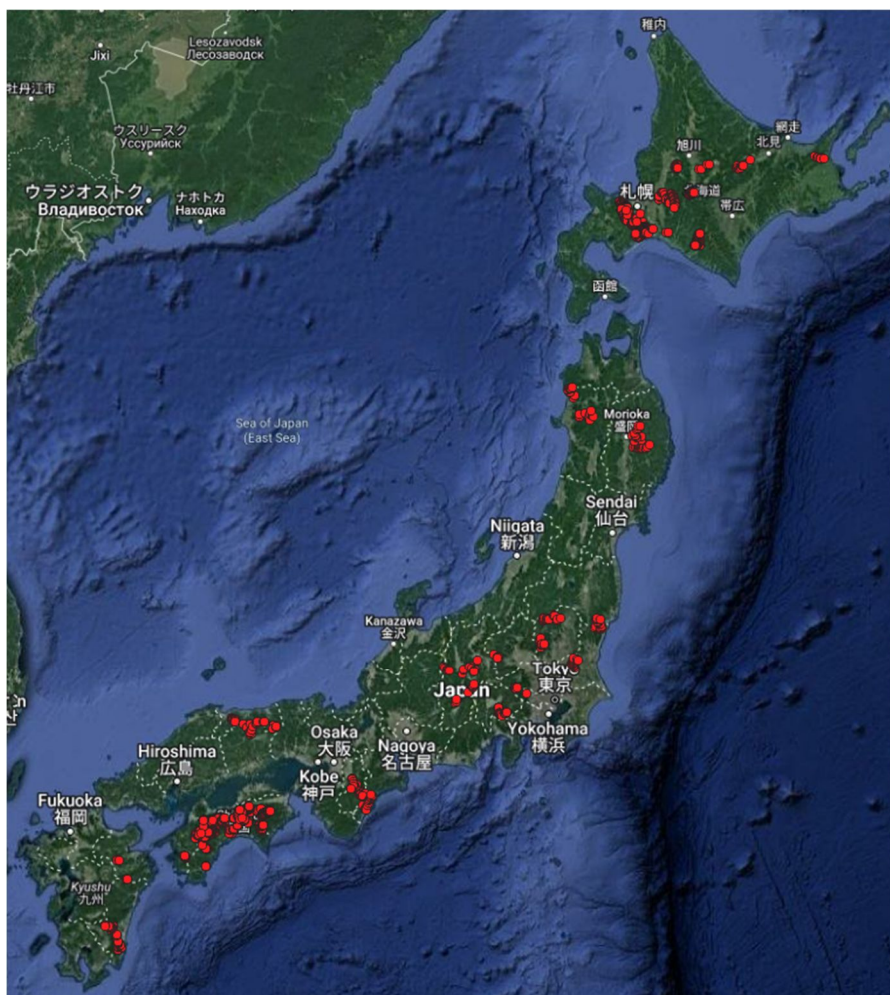 稚内
Lesozavodsk
Лесозаводск
Jixi
牡丹江市
ウスリースク
Уссурийск
網走
北見
旭川
ウラジオストク
Владивосток
ナホトカ
Находка
札幌
海道
帯広
函館
Morioka
Sea of Japan
(East Sea)
Sendai
仙台
Niigata
新潟
Kanazawa
金沢
Tokyo
東京
Japan
Osaka
大阪
Nagoya
名古屋
Yokohama
横浜
Hiroshima
広島
Kobe
神戸
Fukuoka
福岡
Kyushu
九州